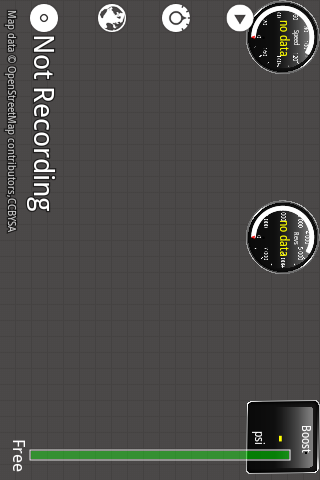 Speed
no data
Revs
no data
Boost
-
psi
Not Recording
Map data © OpenStreetMap contributors, CCBYSA
Free